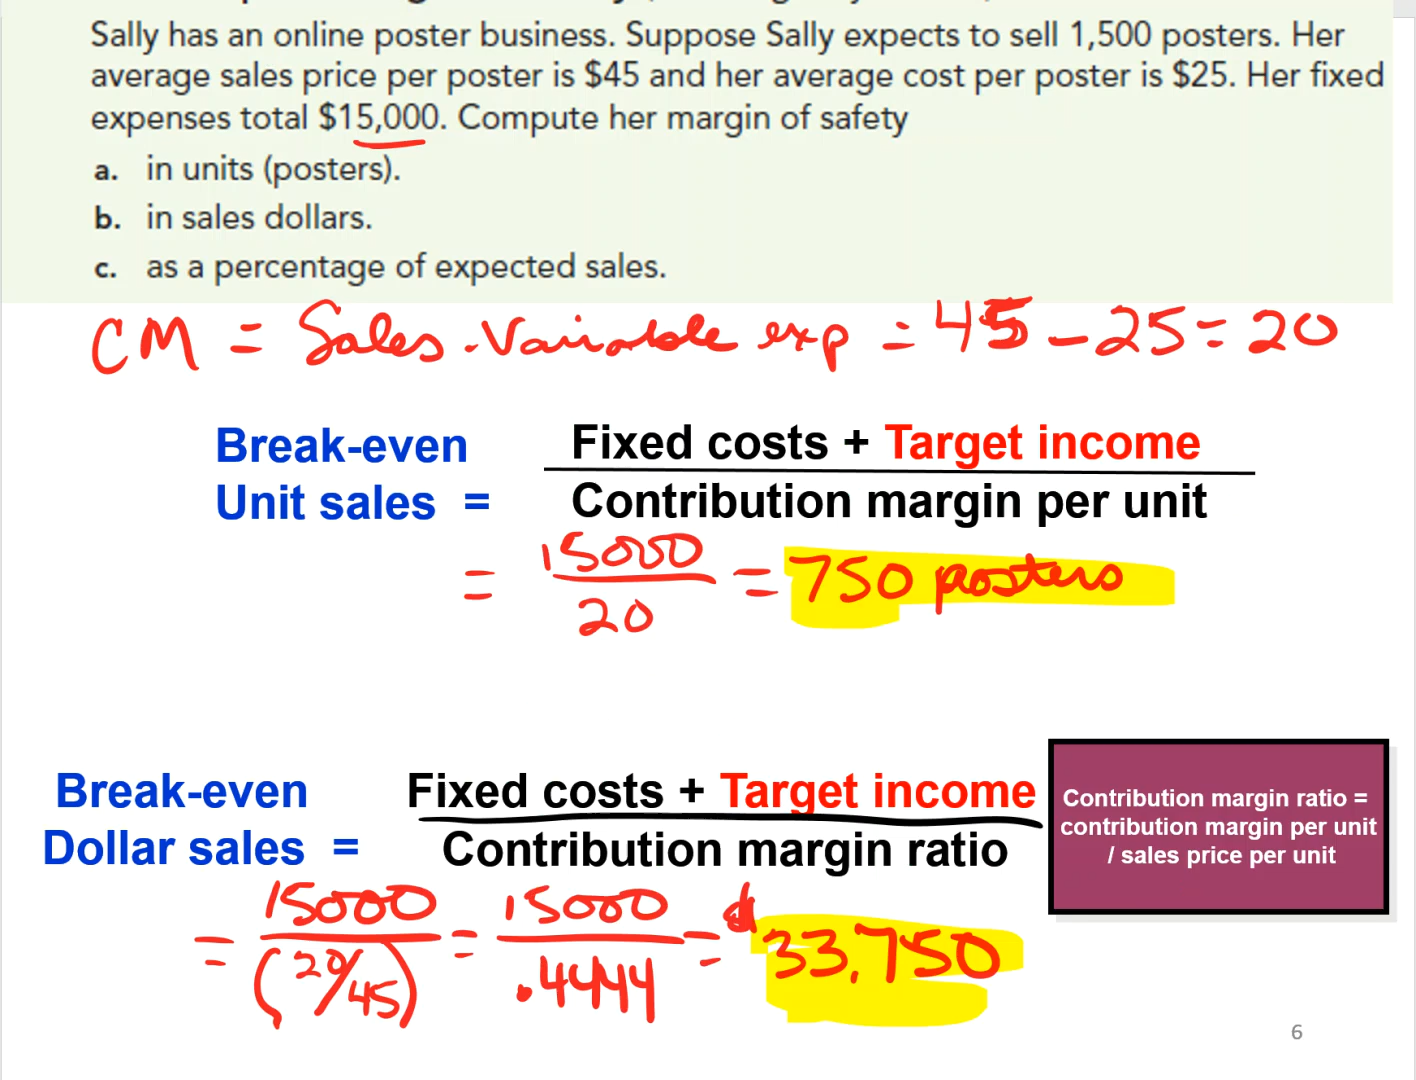 Sally has an online poster business. Suppose Sally expects to sell 1,500 posters. Her
average sales price per poster is $45 and her average cost per poster is $25. Her fixed
expenses total $15,000. Compute her margin of safety
a. in units (posters).
b. in sales dollars.
c. as a percentage of expected sales.
CM = Sales - Variable exp = 45 - 25 = 20
Break-even
Unit sales =
Fixed costs + Target income
Contribution margin per unit
= 15000 / 20 = 750 posters
Break-even
Dollar sales =
Fixed costs + Target income
Contribution margin ratio
Contribution margin ratio =
contribution margin per unit
/ sales price per unit
= 15000 / (20/45) = 15000 / .4444 = $33,750
6